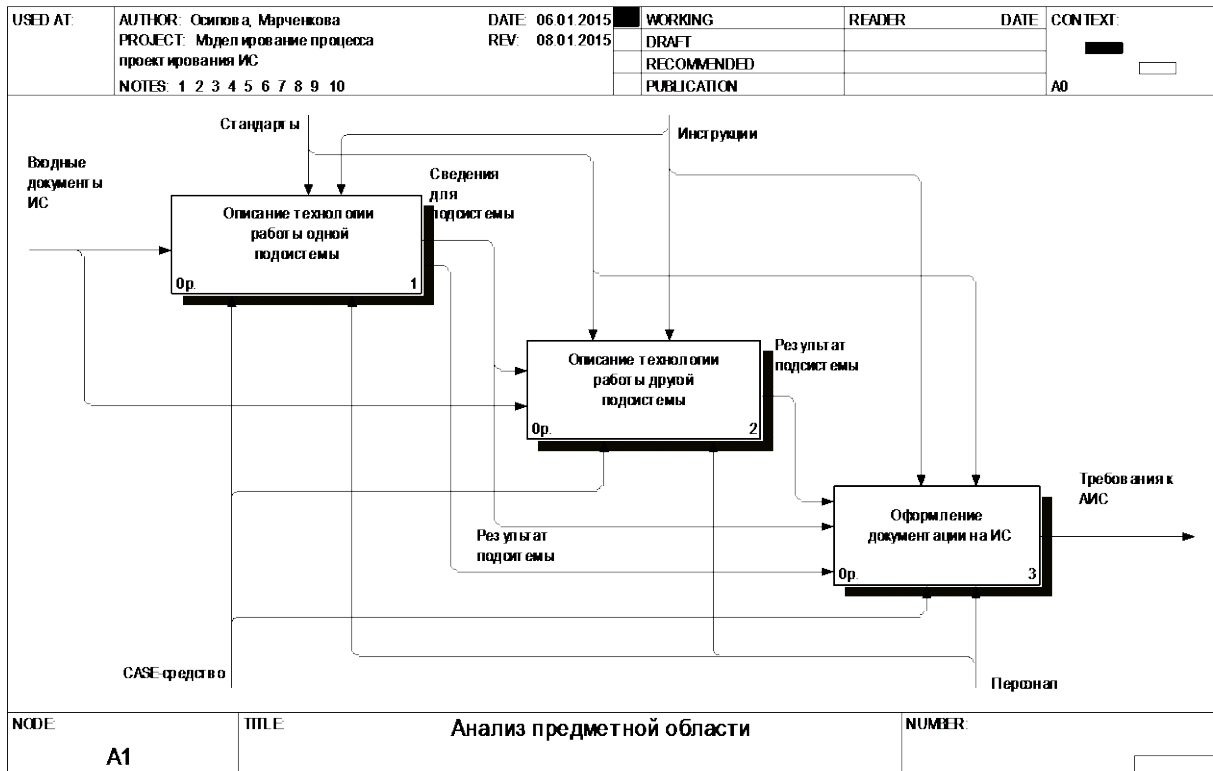 USED AT:
AUTHOR: Осипова, Марченкова
DATE: 06.01.2015
PROJECT: Моделирование процесса
REV: 08.01.2015
проектирования ИС
NOTES: 1 2 3 4 5 6 7 8 9 10
WORKING
DRAFT
RECOMMENDED
PUBLICATION
READER
DATE
CONTEXT:
A0
Стандарты
Инструкции
Входные
документы
ИС
Сведения
для
подсистемы
Описание технологии
работы одной
подсистемы
0р.
1
Описание технологии
работы другой
подсистемы
0р.
2
Результат
подсистемы
Требования к
АИС
Оформление
документации на ИС
0р.
3
Результат
подситемы
CASE-средство
Персонал
NODE:
A1
TITLE:
Анализ предметной области
NUMBER: